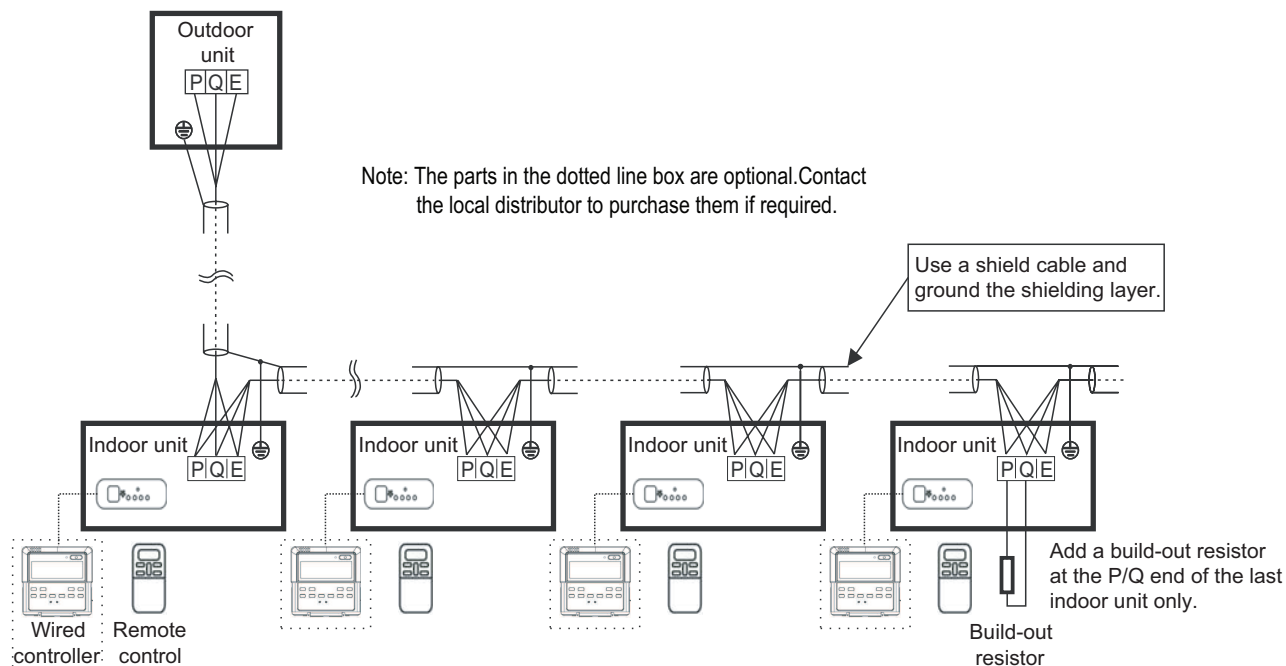 Outdoor
unit
P Q E
Note: The parts in the dotted line box are optional.Contact
the local distributor to purchase them if required.
Use a shield cable and
ground the shielding layer.
Indoor unit
P Q E
Indoor unit
P Q E
Indoor unit
P Q E
Indoor unit
P Q E
Wired
controller
Remote
control
Add a build-out resistor
at the P/Q end of the last
indoor unit only.
Build-out
resistor